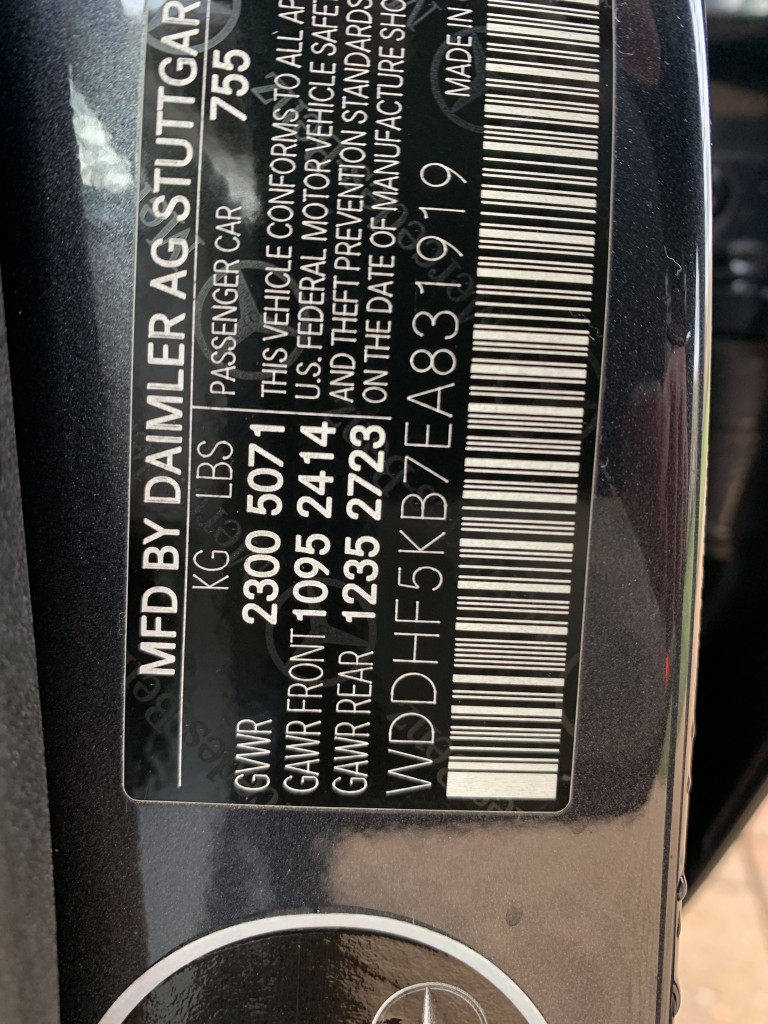 MFD BY DAIMLER AG STUTTGAR
KG LBS PASSENGER CAR 755
GVWR 2300 5071 THIS VEHICLE CONFORMS TO ALL AP
GAWR FRONT 1095 2414 U.S. FEDERAL MOTOR VEHICLE SAFET
GAWR REAR 1235 2723 AND THEFT PREVENTION STANDARDS
ON THE DATE OF MANUFACTURE SHO
WDDHF5KB7EA831919 MADE IN